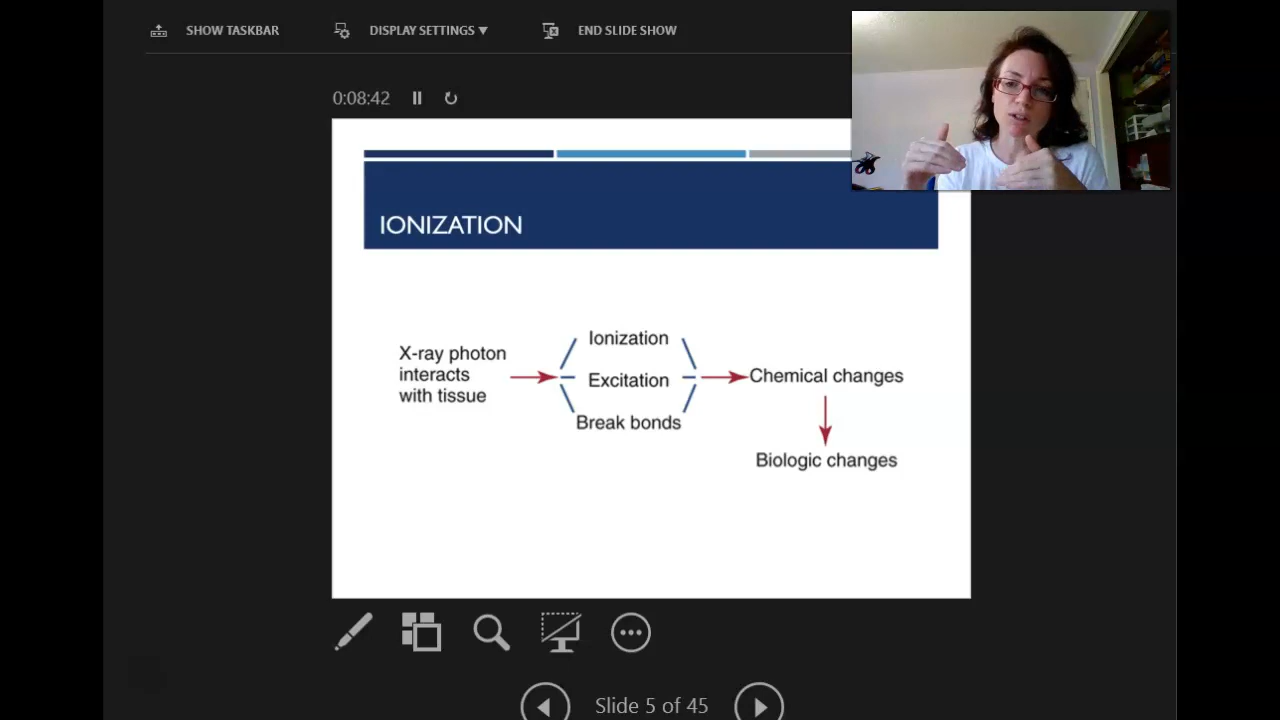 SHOW TASKBAR
DISPLAY SETTINGS ▼
END SLIDE SHOW
0:08:42
IONIZATION
X-ray photon
interacts
with tissue
Ionization
Excitation
Break bonds
Chemical changes
Biologic changes
Slide 5 of 45